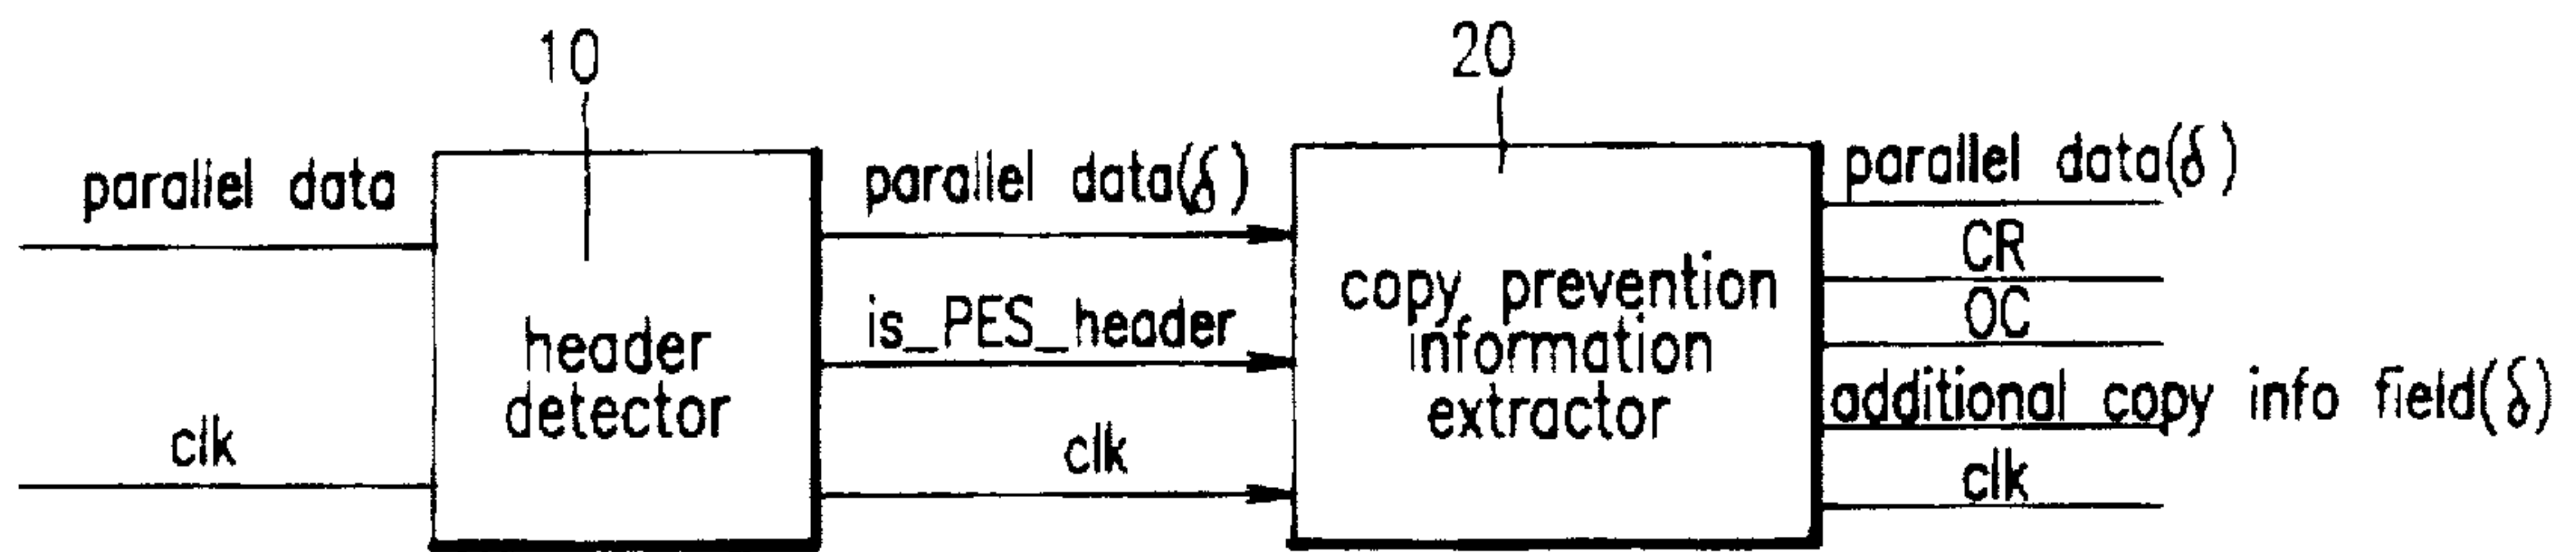 10
20
parallel data
parallel data(δ)
parallel data(δ)
CR
is_PES_header
OC
header
detector
copy prevention
information
extractor
additional copy info field(δ)
clk
clk
clk